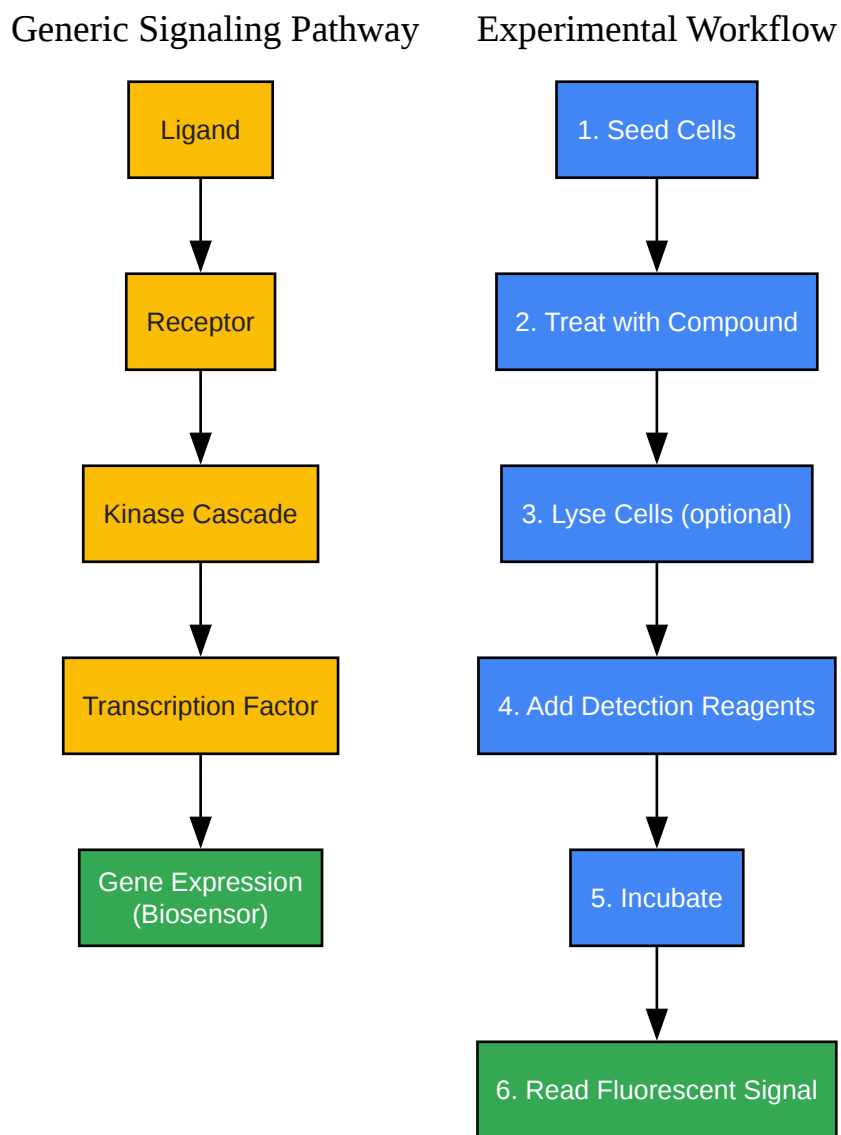 Generic Signaling Pathway
Ligand
Receptor
Kinase Cascade
Transcription Factor
Gene Expression
(Biosensor)
Experimental Workflow
1. Seed Cells
2. Treat with Compound
3. Lyse Cells (optional)
4. Add Detection Reagents
5. Incubate
6. Read Fluorescent Signal